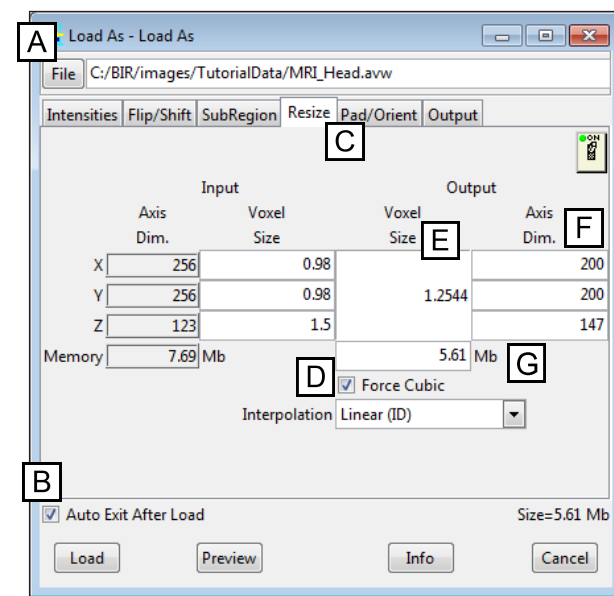 A
Load As - Load As
File C:/BIR/images/TutorialData/MRI_Head.avw
Intensities Flip/Shift SubRegion Resize Pad/Orient Output
C
ON
Input Output
Axis Voxel Voxel Axis
Dim. Size Size E Dim. F
X 256 0.98 200
Y 256 0.98 1.2544 200
Z 123 1.5 147
Memory 7.69 Mb 5.61 Mb G
D Force Cubic
Interpolation Linear (ID)
B
Auto Exit After Load Size=5.61 Mb
Load Preview Info Cancel